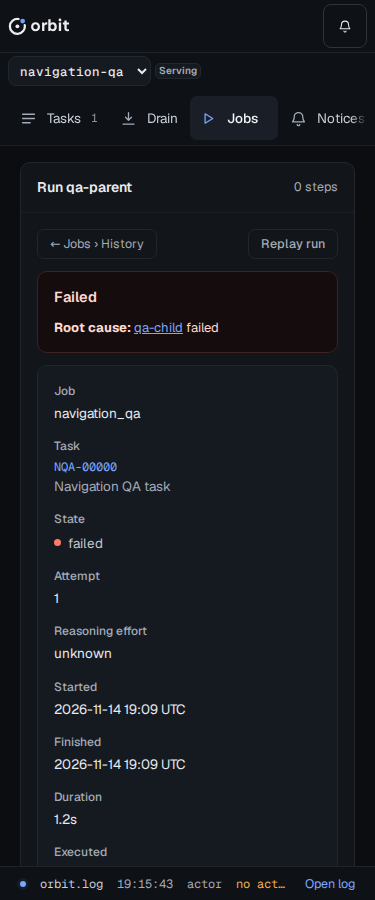 orbit
navigation-qa Serving
Tasks 1 Drain Jobs Notices
Run qa-parent 0 steps
← Jobs › History Replay run
Failed
Root cause: qa-child failed
Job
navigation_qa
Task
NQA-00000
Navigation QA task
State
failed
Attempt
1
Reasoning effort
unknown
Started
2026-11-14 19:09 UTC
Finished
2026-11-14 19:09 UTC
Duration
1.2s
Executed
orbit.log 19:15:43 actor no act… Open log